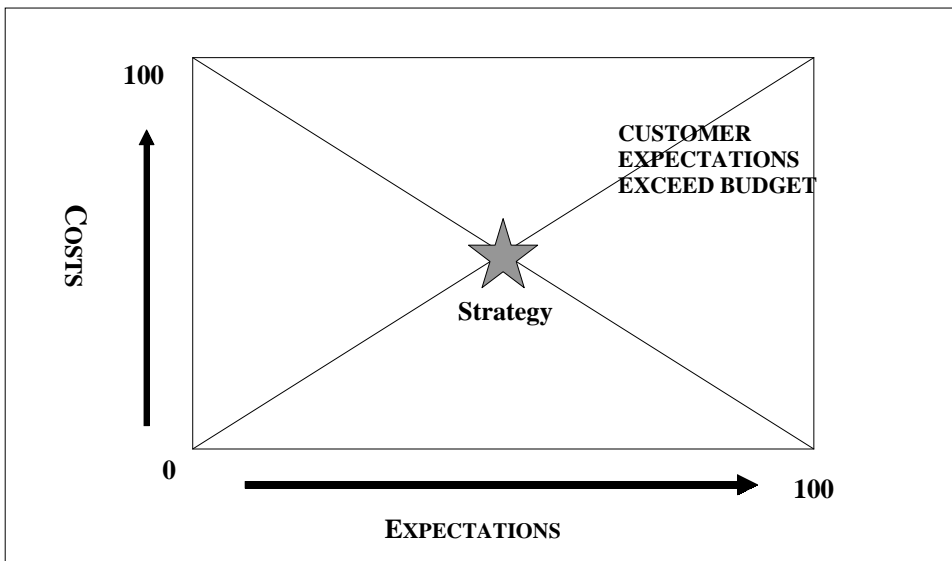 100
CUSTOMER
EXPECTATIONS
EXCEED BUDGET
COSTS
Strategy
0
100
EXPECTATIONS